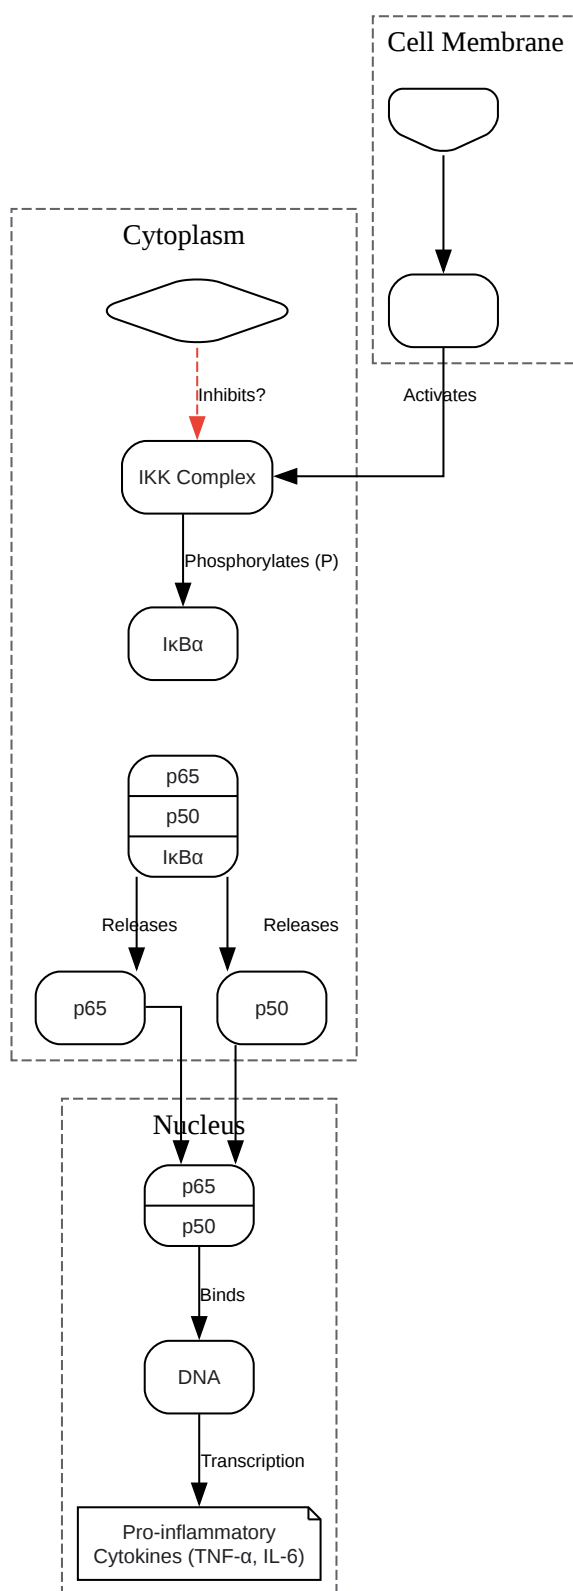 Cell Membrane
Cytoplasm
Inhibits?
Activates
IKK Complex
Phosphorylates (P)
IκBα
p65
p50
IκBα
Releases
Releases
p65
p50
Nucleus
p65
p50
Binds
DNA
Transcription
Pro-inflammatory
Cytokines (TNF-α, IL-6)